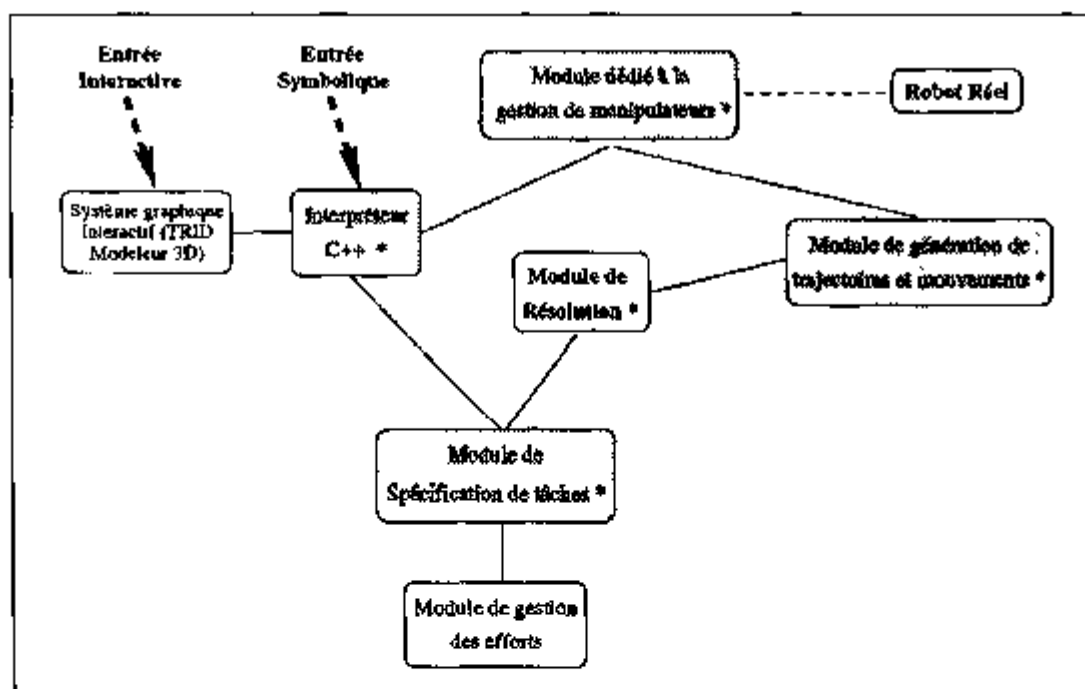 Entrée
Interactive
Entrée
Symbolique
Module dédié à la
gestion de manipulateurs *
Robot Réel
Système graphique
Interactif (TRID
Modeleur 3D)
Interpréteur
C++ *
Module de
Résolution *
Module de génération de
trajectoires et mouvements *
Module de
Spécification de tâches *
Module de gestion
des efforts